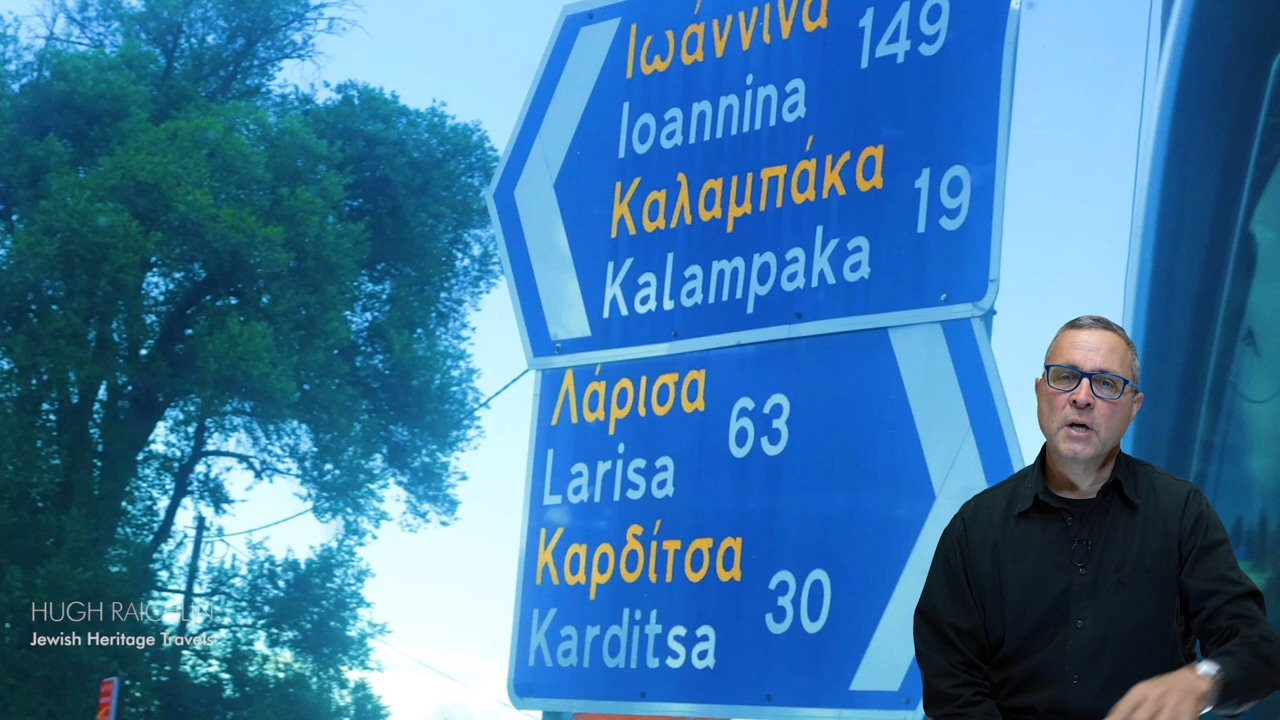 Ιωάννινα 149
Ioannina
Καλαμπάκα 19
Kalampaka
Λάρισα 63
Larisa
Καρδίτσα 30
Karditsa
HUGH RAICHLIN
Jewish Heritage Travels